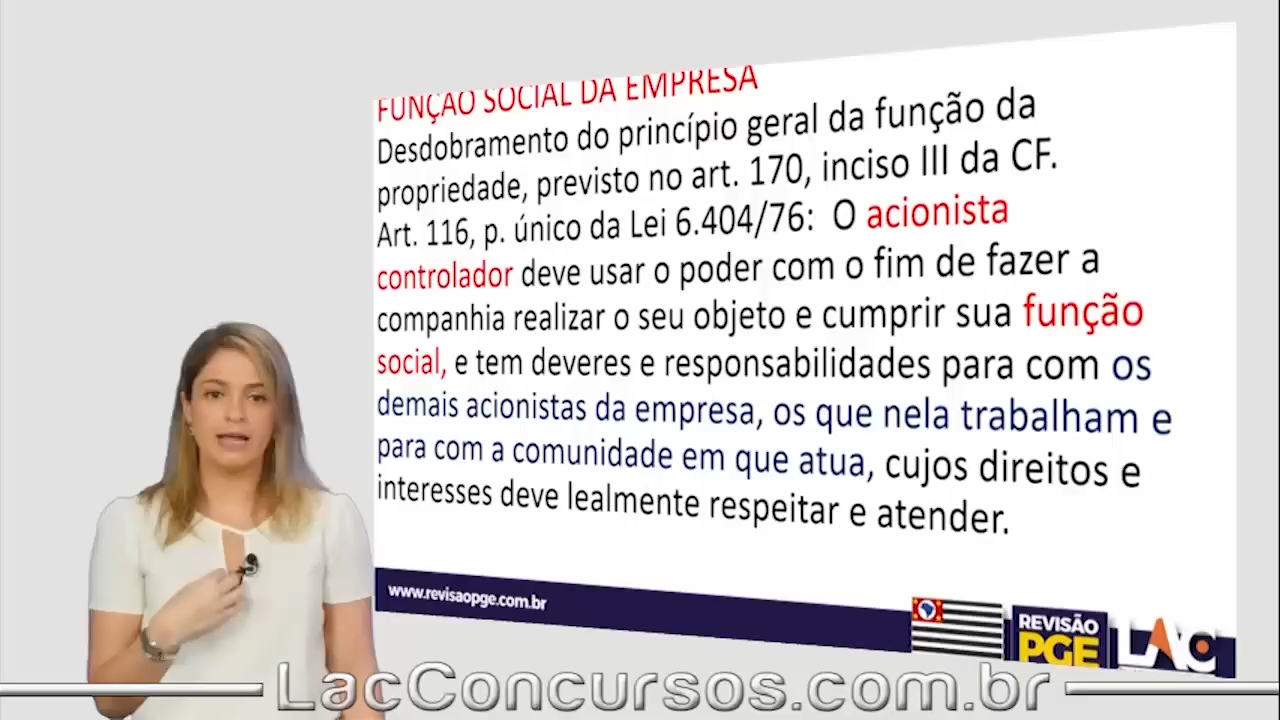 FUNÇÃO SOCIAL DA EMPRESA
Desdobramento do princípio geral da função da
propriedade, previsto no art. 170, inciso III da CF.
Art. 116, p. único da Lei 6.404/76: O acionista
controlador deve usar o poder com o fim de fazer a
companhia realizar o seu objeto e cumprir sua função
social, e tem deveres e responsabilidades para com os
demais acionistas da empresa, os que nela trabalham e
para com a comunidade em que atua, cujos direitos e
interesses deve lealmente respeitar e atender.
www.revisaopge.com.br
REVISÃO
PGE
LAC
LacConcursos.com.br